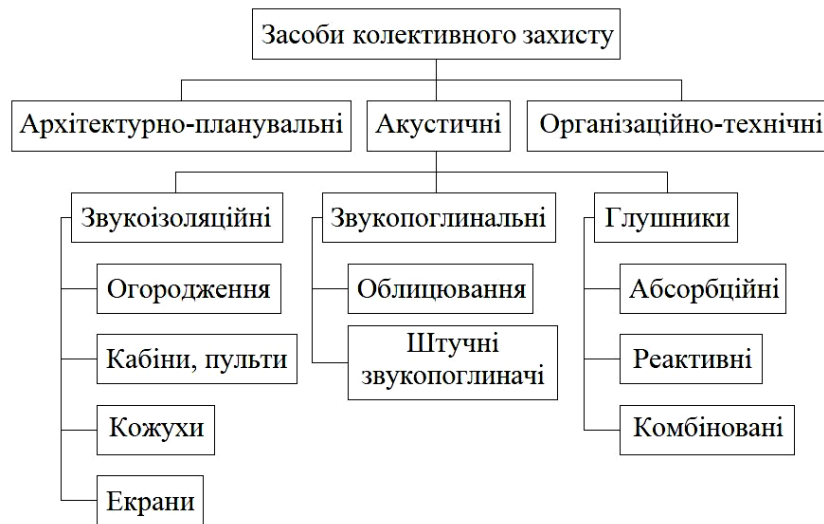 Засоби колективного захисту
Архітектурно-планувальні
Акустичні
Організаційно-технічні
Звукоізоляційні
Звукопоглинальні
Глушники
Огородження
Облицювання
Абсорбційні
Кабіни, пульти
Штучні
звукопоглиначі
Реактивні
Кожухи
Комбіновані
Екрани